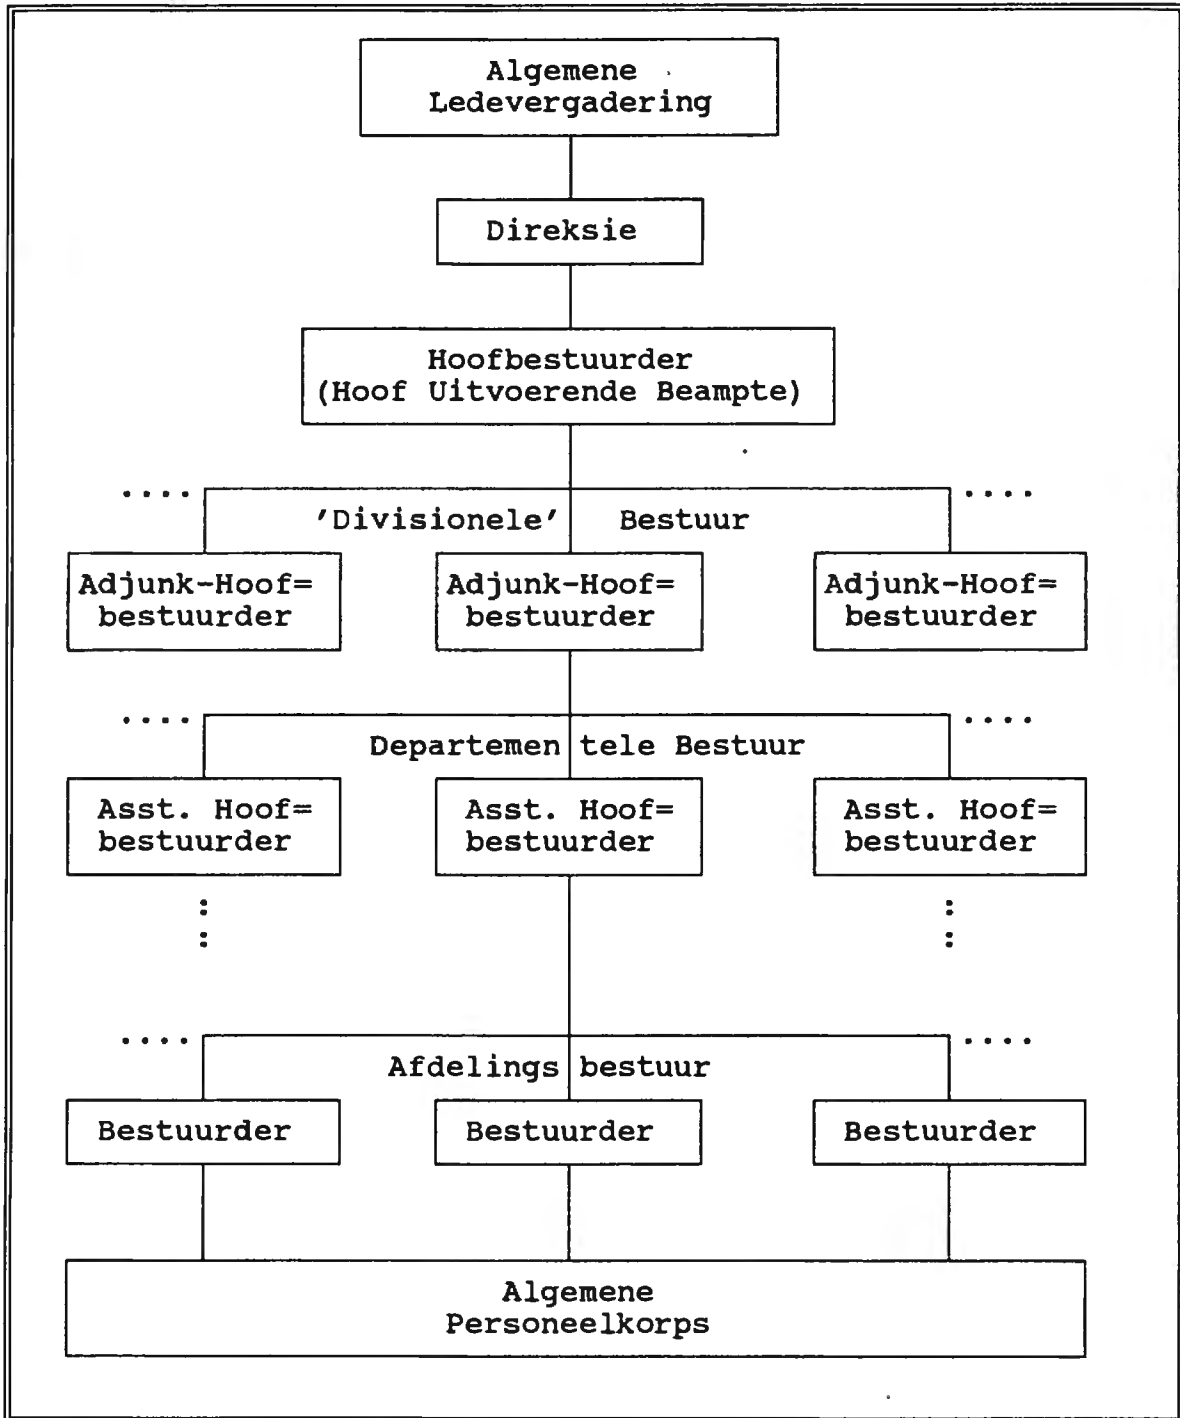 Algemene
Ledevergadering
Direksie
Hoofbestuurder
(Hoof Uitvoerende Beampte)
.... ....
'Divisionele' Bestuur
Adjunk-Hoof= Adjunk-Hoof= Adjunk-Hoof=
bestuurder bestuurder bestuurder
.... ....
Departemen tele Bestuur
Asst. Hoof= Asst. Hoof= Asst. Hoof=
bestuurder bestuurder bestuurder
: :
: :
.... ....
Afdelings bestuur
Bestuurder Bestuurder Bestuurder
Algemene
Personeelkorps